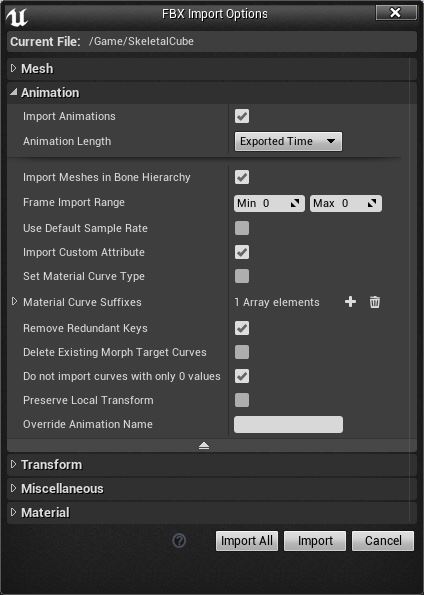 FBX Import Options
Current File: /Game/SkeletalCube
Mesh
Animation
Import Animations
Animation Length Exported Time
Import Meshes in Bone Hierarchy
Frame Import Range Min 0 Max 0
Use Default Sample Rate
Import Custom Attribute
Set Material Curve Type
Material Curve Suffixes 1 Array elements
Remove Redundant Keys
Delete Existing Morph Target Curves
Do not import curves with only 0 values
Preserve Local Transform
Override Animation Name
Transform
Miscellaneous
Material
? Import All Import Cancel